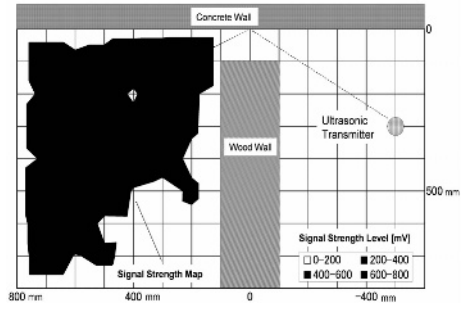 Concrete Wall
0
Ultrasonic
Transmitter
Wood Wall
500 mm
Signal Strength Level [mV]
0-200
200-400
400-600
600-800
Signal Strength Map
800 mm
400 mm
0
-400 mm